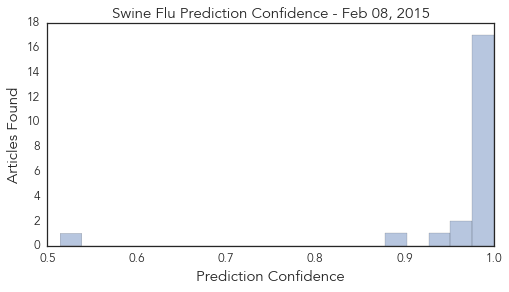 Swine Flu Prediction Confidence - Feb 08, 2015
Articles Found
18
16
14
12
10
8
6
4
2
0
0.5 0.6 0.7 0.8 0.9 1.0
Prediction Confidence